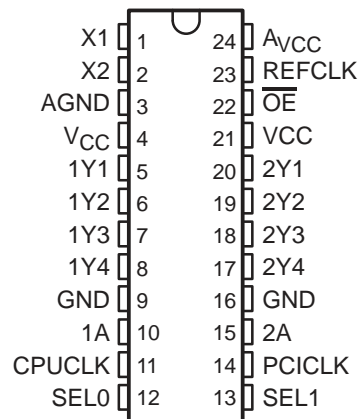 X1 1 24 AVCC
X2 2 23 REFCLK
AGND 3 22 OE
VCC 4 21 VCC
1Y1 5 20 2Y1
1Y2 6 19 2Y2
1Y3 7 18 2Y3
1Y4 8 17 2Y4
GND 9 16 GND
1A 10 15 2A
CPUCLK 11 14 PCICLK
SEL0 12 13 SEL1